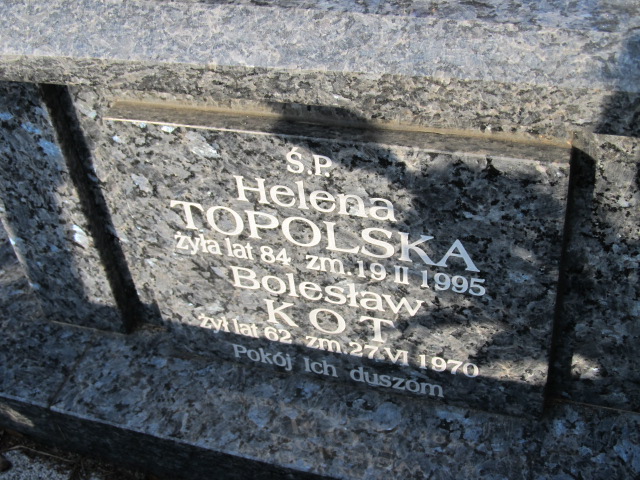 Ś.P.
Helena
TOPOLSKA
żyła lat 84 zm. 19 II 1995
Bolesław
KOT
żył lat 62 zm. 27 VI 1970
Pokój Ich duszom